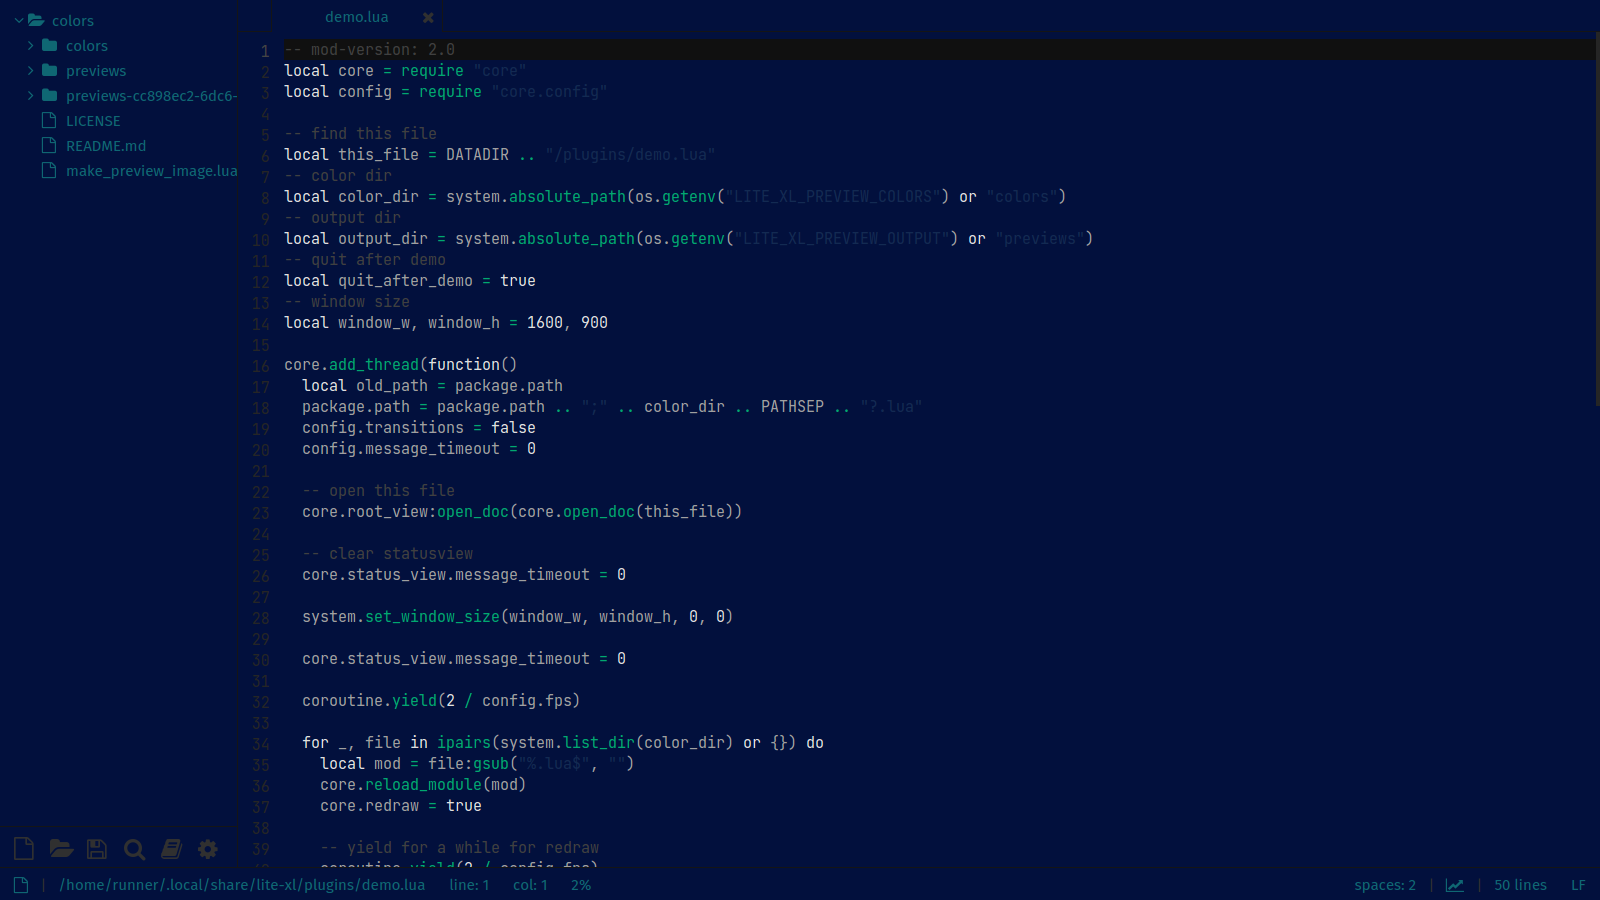 colors
colors
previews
previews-cc898ec2-6dc6-
LICENSE
README.md
make_preview_image.lua
demo.lua
1 -- mod-version: 2.0
2 local core = require "core"
3 local config = require "core.config"
4
5 -- find this file
6 local this_file = DATADIR .. "/plugins/demo.lua"
7 -- color dir
8 local color_dir = system.absolute_path(os.getenv("LITE_XL_PREVIEW_COLORS") or "colors")
9 -- output dir
10 local output_dir = system.absolute_path(os.getenv("LITE_XL_PREVIEW_OUTPUT") or "previews")
11 -- quit after demo
12 local quit_after_demo = true
13 -- window size
14 local window_w, window_h = 1600, 900
15
16 core.add_thread(function()
17   local old_path = package.path
18   package.path = package.path .. ";" .. color_dir .. PATHSEP .. "?.lua"
19   config.transitions = false
20   config.message_timeout = 0
21
22   -- open this file
23   core.root_view:open_doc(core.open_doc(this_file))
24
25   -- clear statusview
26   core.status_view.message_timeout = 0
27
28   system.set_window_size(window_w, window_h, 0, 0)
29
30   core.status_view.message_timeout = 0
31
32   coroutine.yield(2 / config.fps)
33
34   for _, file in ipairs(system.list_dir(color_dir) or {}) do
35     local mod = file:gsub("%.lua$", "")
36     core.reload_module(mod)
37     core.redraw = true
38
39     -- yield for a while for redraw
40     coroutine.yield(2 / config.fps)
/home/runner/.local/share/lite-xl/plugins/demo.lua line: 1 col: 1 2% spaces: 2 50 lines LF